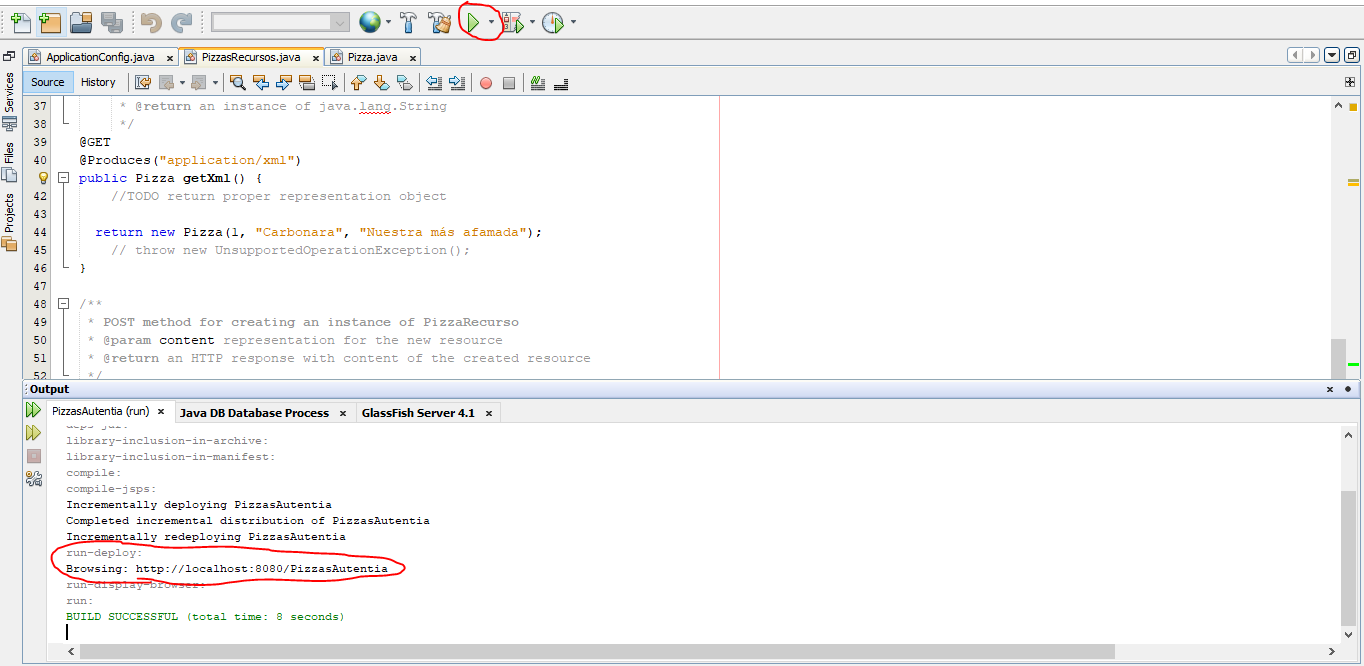 ApplicationConfig.java x PizzasRecursos.java x Pizza.java x
Source History
Services
Files
Projects
37 * @return an instance of java.lang.String
38 */
39 @GET
40 @Produces("application/xml")
public Pizza getXml() {
42 //TODO return proper representation object
43
44 return new Pizza(1, "Carbonara", "Nuestra más afamada");
45 // throw new UnsupportedOperationException();
46 }
47
48 /**
49 * POST method for creating an instance of PizzaRecurso
50 * @param content representation for the new resource
51 * @return an HTTP response with content of the created resource
52 */
Output
PizzasAutentia (run) x Java DB Database Process x GlassFish Server 4.1 x
library-inclusion-in-archive:
library-inclusion-in-manifest:
compile:
compile-jsps:
Incrementally deploying PizzasAutentia
Completed incremental distribution of PizzasAutentia
Incrementally redeploying PizzasAutentia
run-deploy:
Browsing: http://localhost:8080/PizzasAutentia
run-display-browser:
run:
BUILD SUCCESSFUL (total time: 8 seconds)